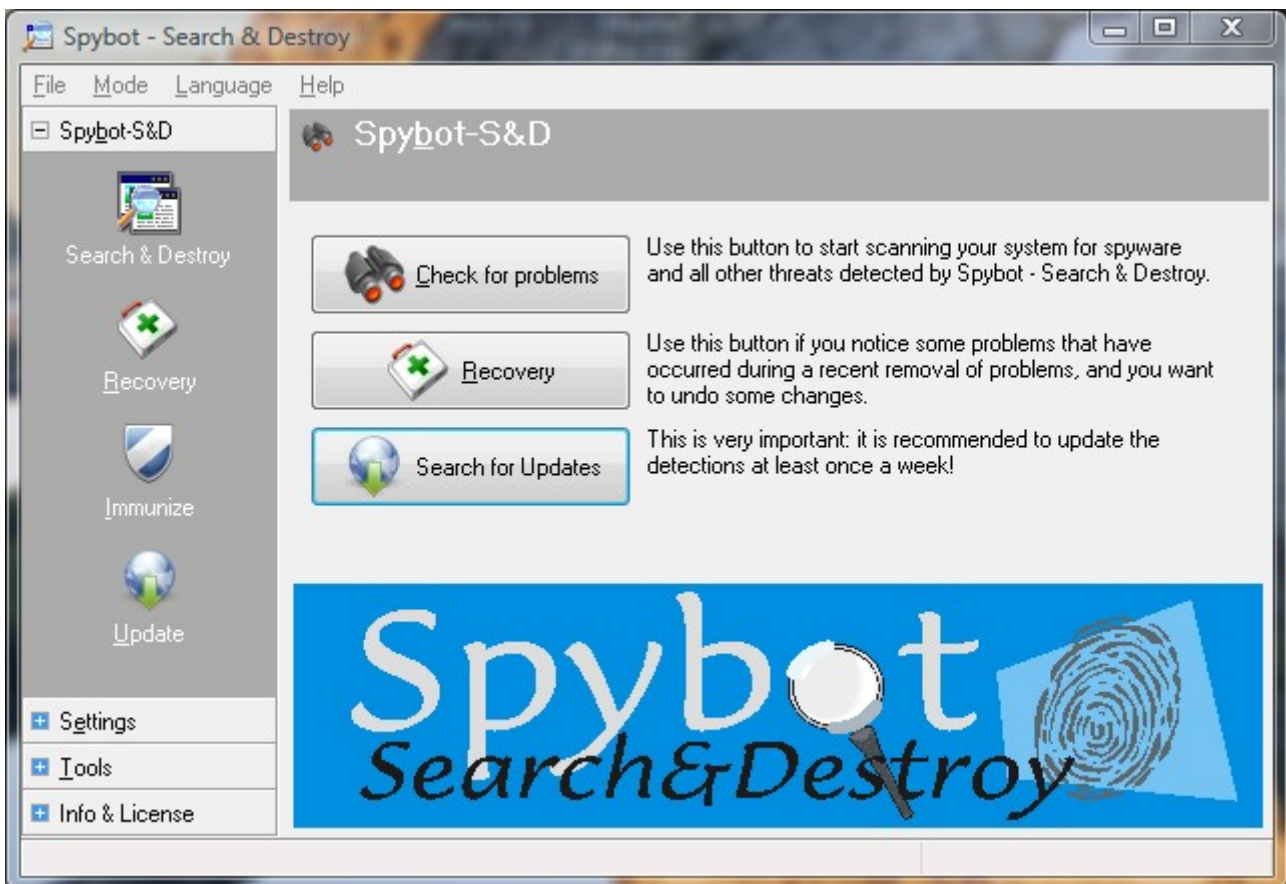 Spybot - Search & Destroy
File Mode Language Help
Spybot-S&D
Search & Destroy
Recovery
Immunize
Update
Settings
Tools
Info & License
Spybot-S&D
Check for problems
Use this button to start scanning your system for spyware
and all other threats detected by Spybot - Search & Destroy.
Recovery
Use this button if you notice some problems that have
occurred during a recent removal of problems, and you want
to undo some changes.
Search for Updates
This is very important: it is recommended to update the
detections at least once a week!
Spybot
Search&Destroy